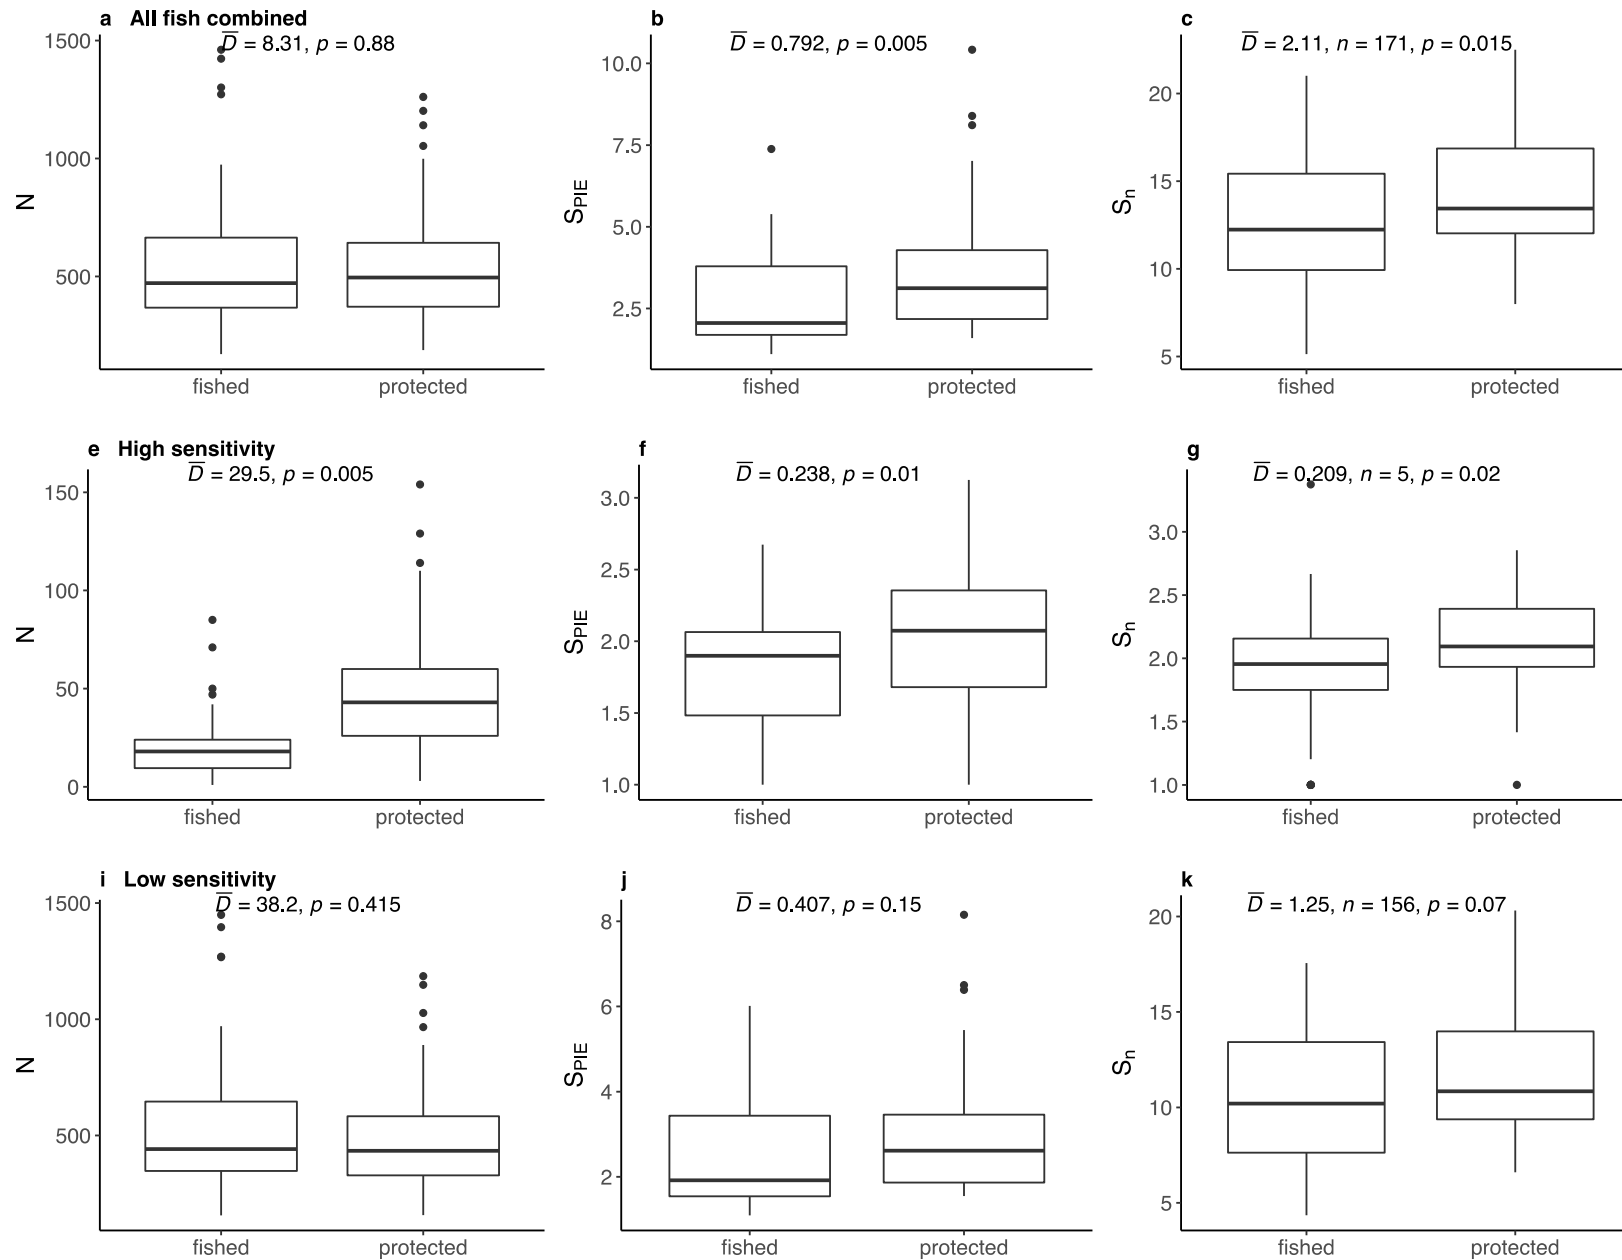 a All fish combined
D̅ = 8.31, p = 0.88
1500
1000
500
N
fished protected
b
D̅ = 0.792, p = 0.005
10.0
7.5
5.0
2.5
SPIE
fished protected
c
D̅ = 2.11, n = 171, p = 0.015
20
15
10
5
Sn
fished protected
e High sensitivity
D̅ = 29.5, p = 0.005
150
100
50
0
N
fished protected
f
D̅ = 0.238, p = 0.01
3.0
2.5
2.0
1.5
1.0
SPIE
fished protected
g
D̅ = 0.209, n = 5, p = 0.02
3.0
2.5
2.0
1.5
1.0
Sn
fished protected
i Low sensitivity
D̅ = 38.2, p = 0.415
1500
1000
500
N
fished protected
j
D̅ = 0.407, p = 0.15
8
6
4
2
SPIE
fished protected
k
D̅ = 1.25, n = 156, p = 0.07
20
15
10
5
Sn
fished protected